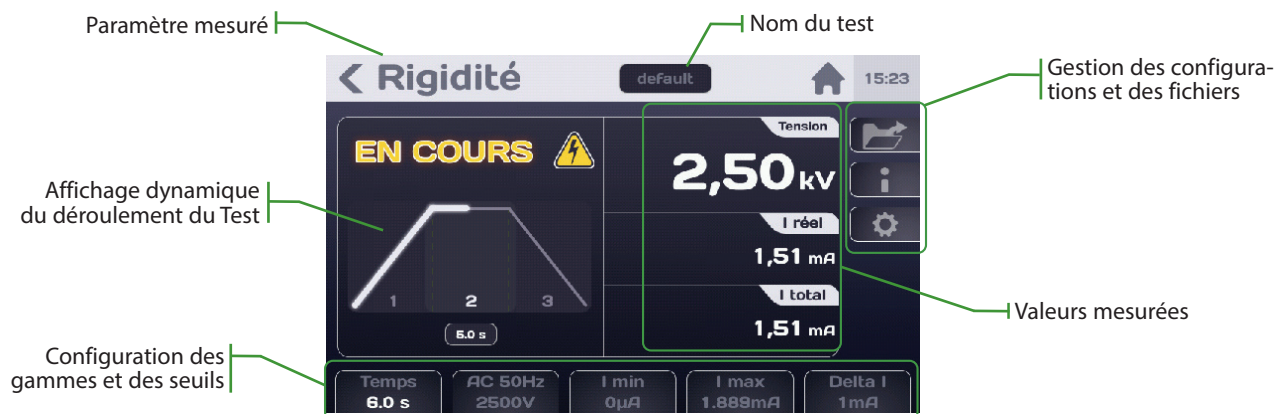 Paramètre mesuré
Nom du test
Gestion des configura-
tions et des fichiers
Rigidité
default
15:23
EN COURS
Tension
2,50 kV
I réel
1,51 mA
I total
1,51 mA
1 2 3
5.0 s
Affichage dynamique
du déroulement du Test
Valeurs mesurées
Configuration des
gammes et des seuils
Temps
6.0 s
AC 50Hz
2500V
I min
0µA
I max
1.889mA
Delta I
1mA